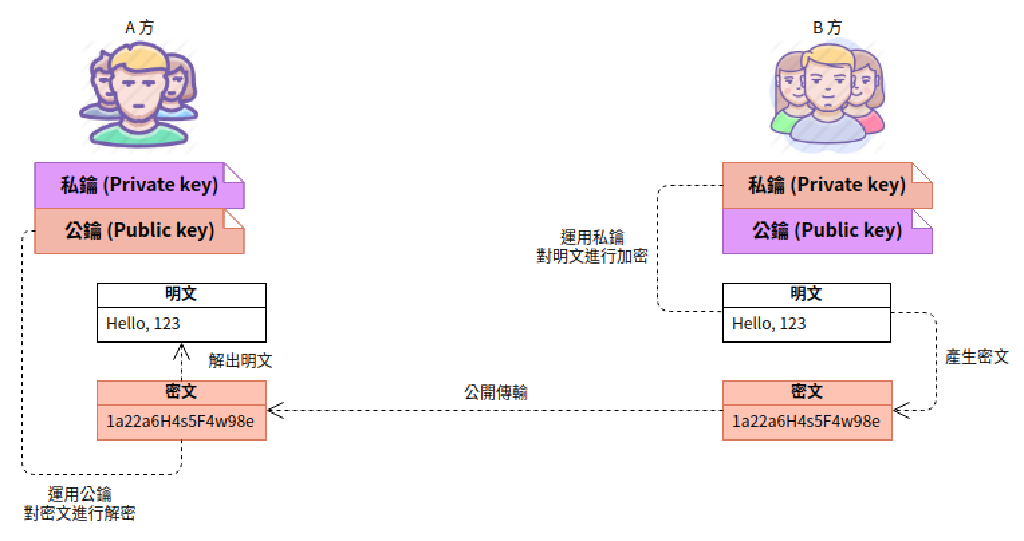 A 方
B 方
私鑰 (Private key)
公鑰 (Public key)
私鑰 (Private key)
公鑰 (Public key)
運用私鑰
對明文進行加密
明文
Hello, 123
明文
Hello, 123
解出明文
產生密文
密文
1a22a6H4s5F4w98e
公開傳輸
密文
1a22a6H4s5F4w98e
運用公鑰
對密文進行解密